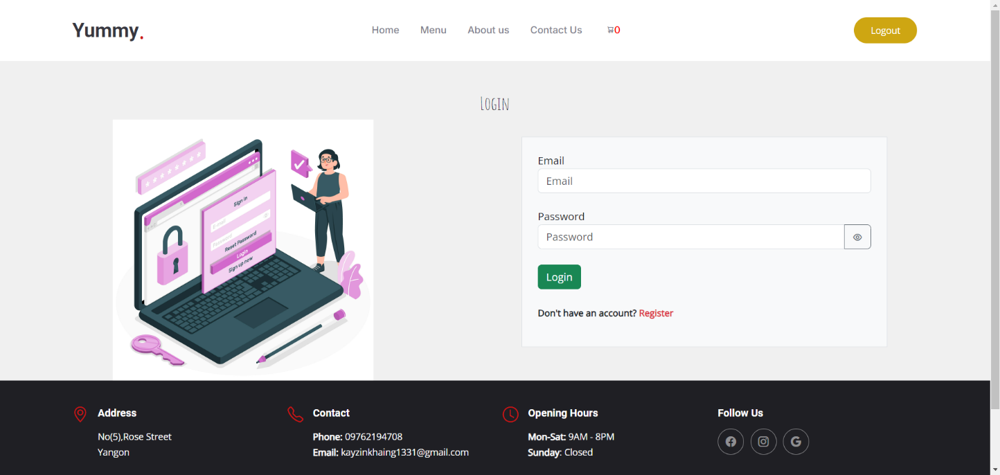 Yummy.
Home Menu About us Contact Us 0
Logout
Login
Sign in
E-mail
Password
Reset Password
Login
Sign up now
Email
Email
Password
Password
Login
Don't have an account? Register
Address
No(5),Rose Street
Yangon
Contact
Phone: 09762194708
Email: kayzinkhaing1331@gmail.com
Opening Hours
Mon-Sat: 9AM - 8PM
Sunday: Closed
Follow Us